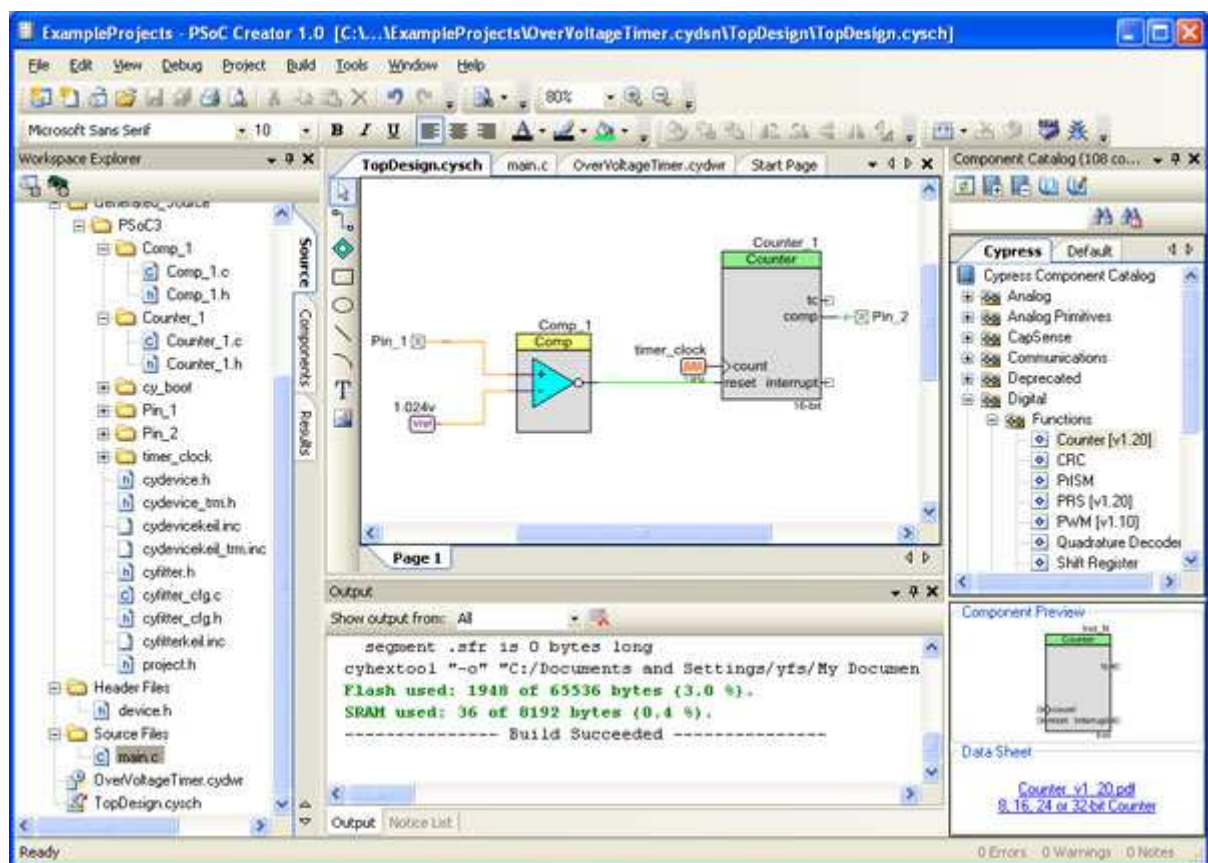 ExampleProjects - PSoC Creator 1.0 [C:\...\ExampleProjects\OverVoltageTimer.cydsn\TopDesign\TopDesign.cysch]
File Edit View Debug Project Build Tools Window Help
80%
Microsoft Sans Serif 10 B I U A
Workspace Explorer
Generated_Source
PSoC3
Comp_1
Comp_1.c
Comp_1.h
Counter_1
Counter_1.c
Counter_1.h
cy_boot
Pin_1
Pin_2
timer_clock
cydevice.h
cydevice_trm.h
cydevicekeil.inc
cydevicekeil_trm.inc
cyfitter.h
cyfitter_cfg.c
cyfitter_cfg.h
cyfitterkeil.inc
project.h
Header Files
device.h
Source Files
main.c
OverVoltageTimer.cydwr
TopDesign.cysch
Source
Components
Results
TopDesign.cysch main.c OverVoltageTimer.cydwr Start Page
T
Counter_1
Counter
tc
comp
Pin_2
Comp_1
Comp
Pin_1
timer_clock
count
reset interrupt
16-bit
1.024v
Vref
Page 1
Output
Show output from: All
segment .sfr is 0 bytes long
cyhextool "-o" "C:/Documents and Settings/yfs/My Documen
Flash used: 1948 of 65536 bytes (3.0 %).
SRAM used: 36 of 8192 bytes (0.4 %).
--------------- Build Succeeded ---------------
Output Notice List
Component Catalog (108 co...
Cypress Default
Cypress Component Catalog
Analog
Analog Primitives
CapSense
Communications
Deprecated
Digital
Functions
Counter [v1.20]
CRC
PrISM
PRS [v1.20]
PWM [v1.10]
Quadrature Decoder
Shift Register
Component Preview
Counter
count
reset interrupt
Data Sheet
Counter_v1_20.pdf
8, 16, 24 or 32-bit Counter
Ready
0 Errors 0 Warnings 0 Notes